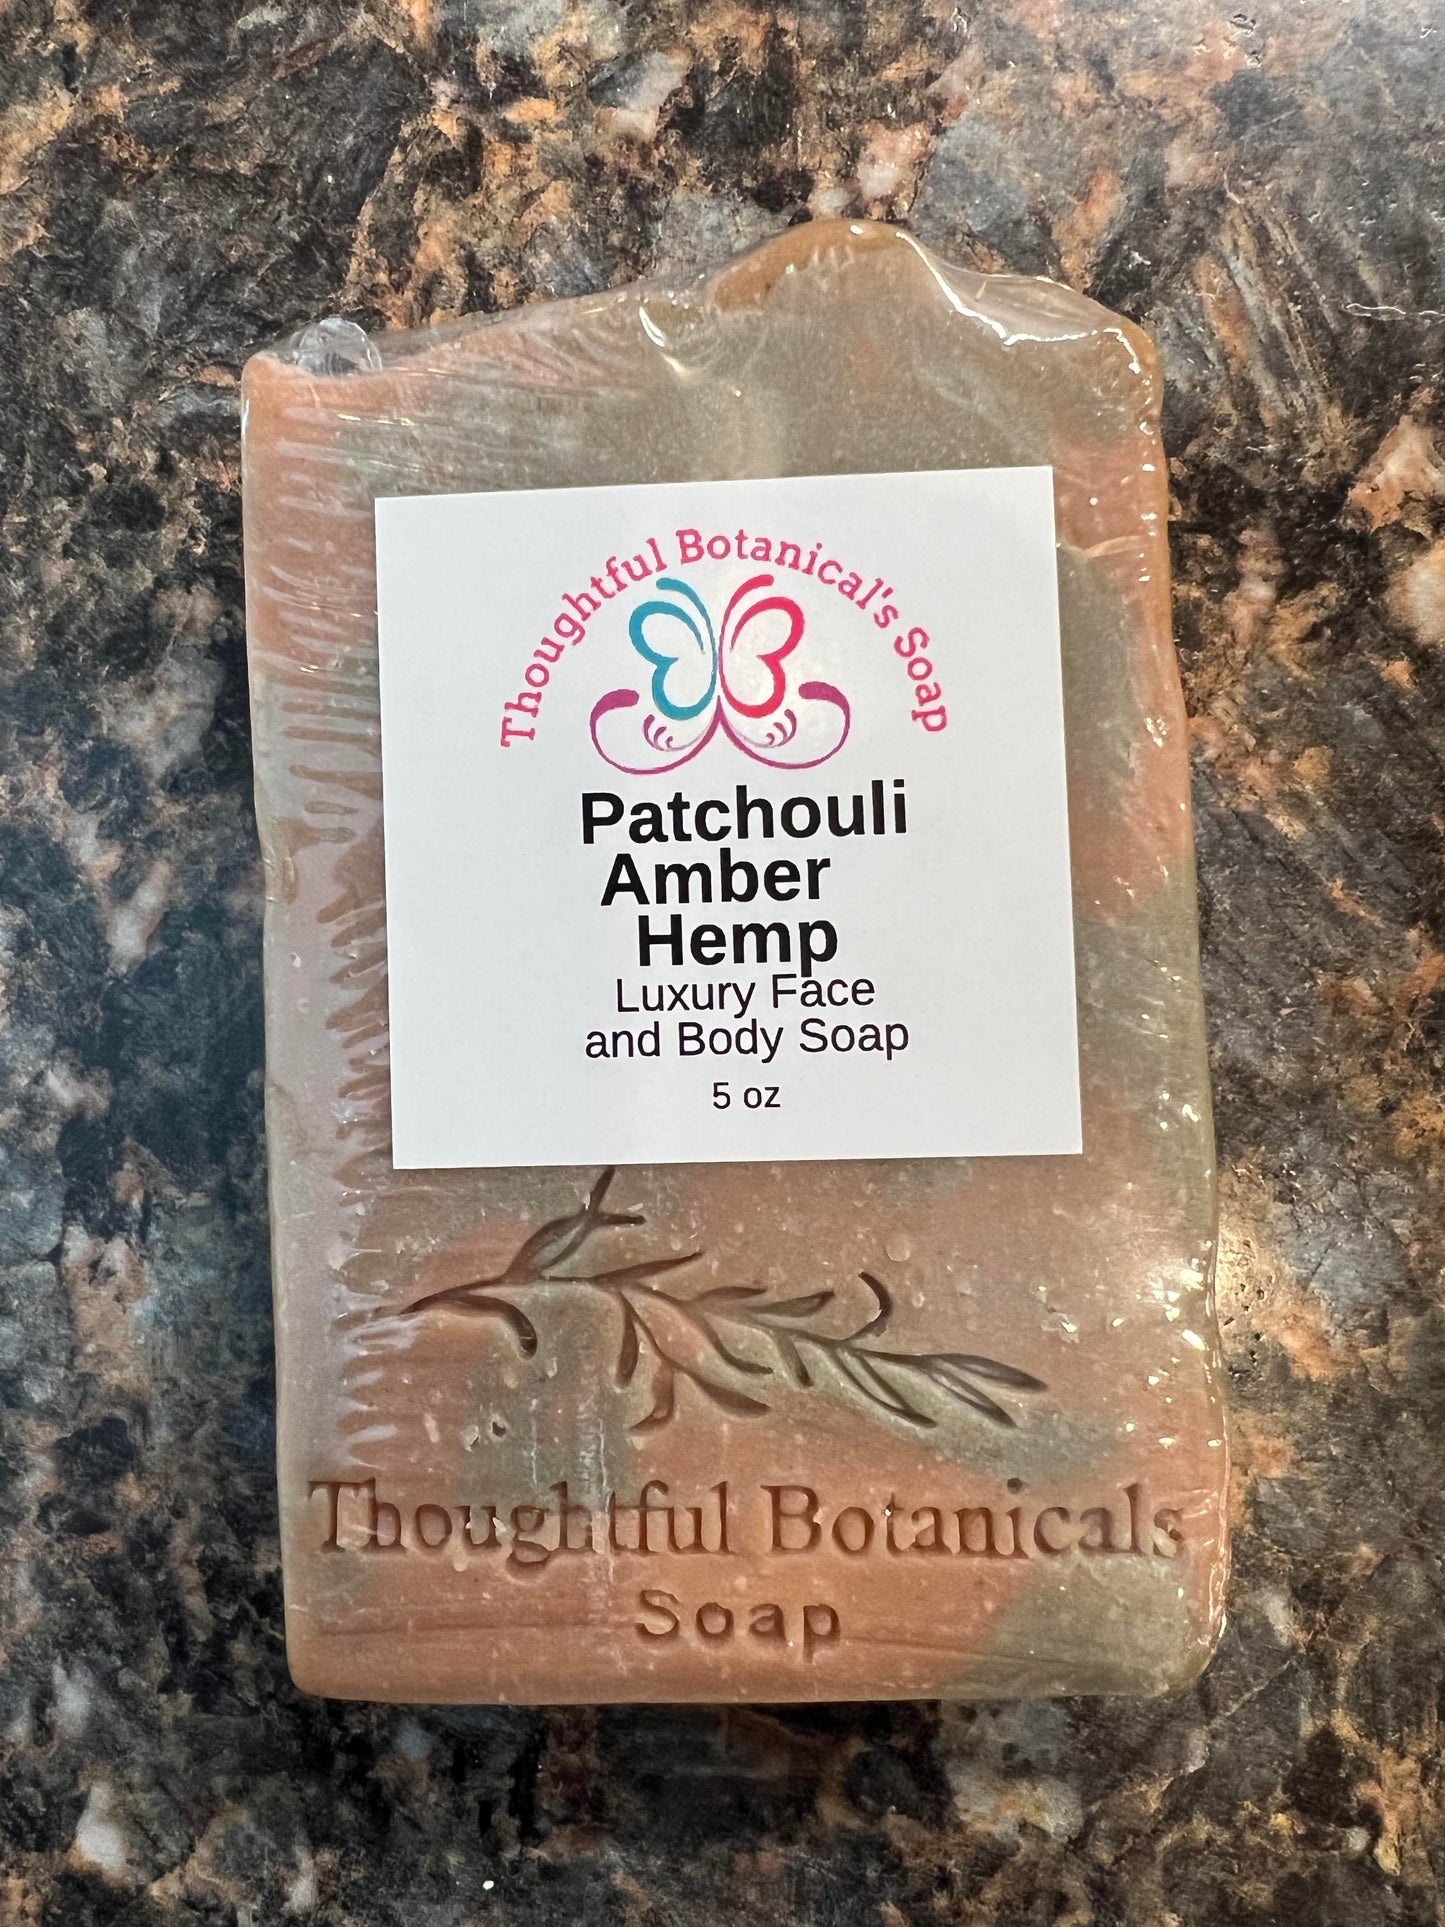 Thoughtful Botanical's Soap
Patchouli
Amber
Hemp
Luxury Face
and Body Soap
5 oz
Thoughtful Botanicals
Soap